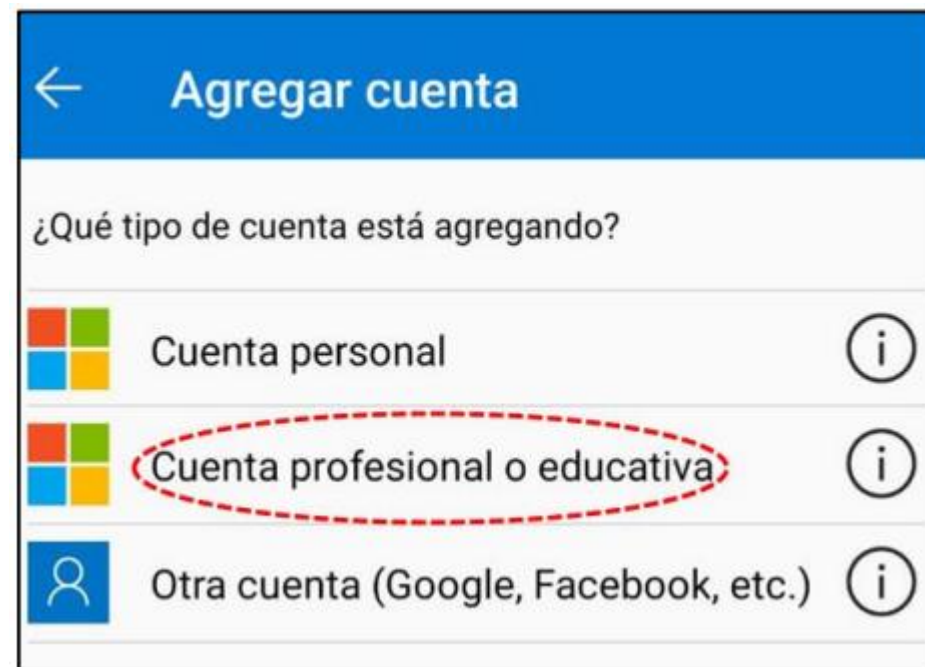 Agregar cuenta
¿Qué tipo de cuenta está agregando?
Cuenta personal
Cuenta profesional o educativa
Otra cuenta (Google, Facebook, etc.)